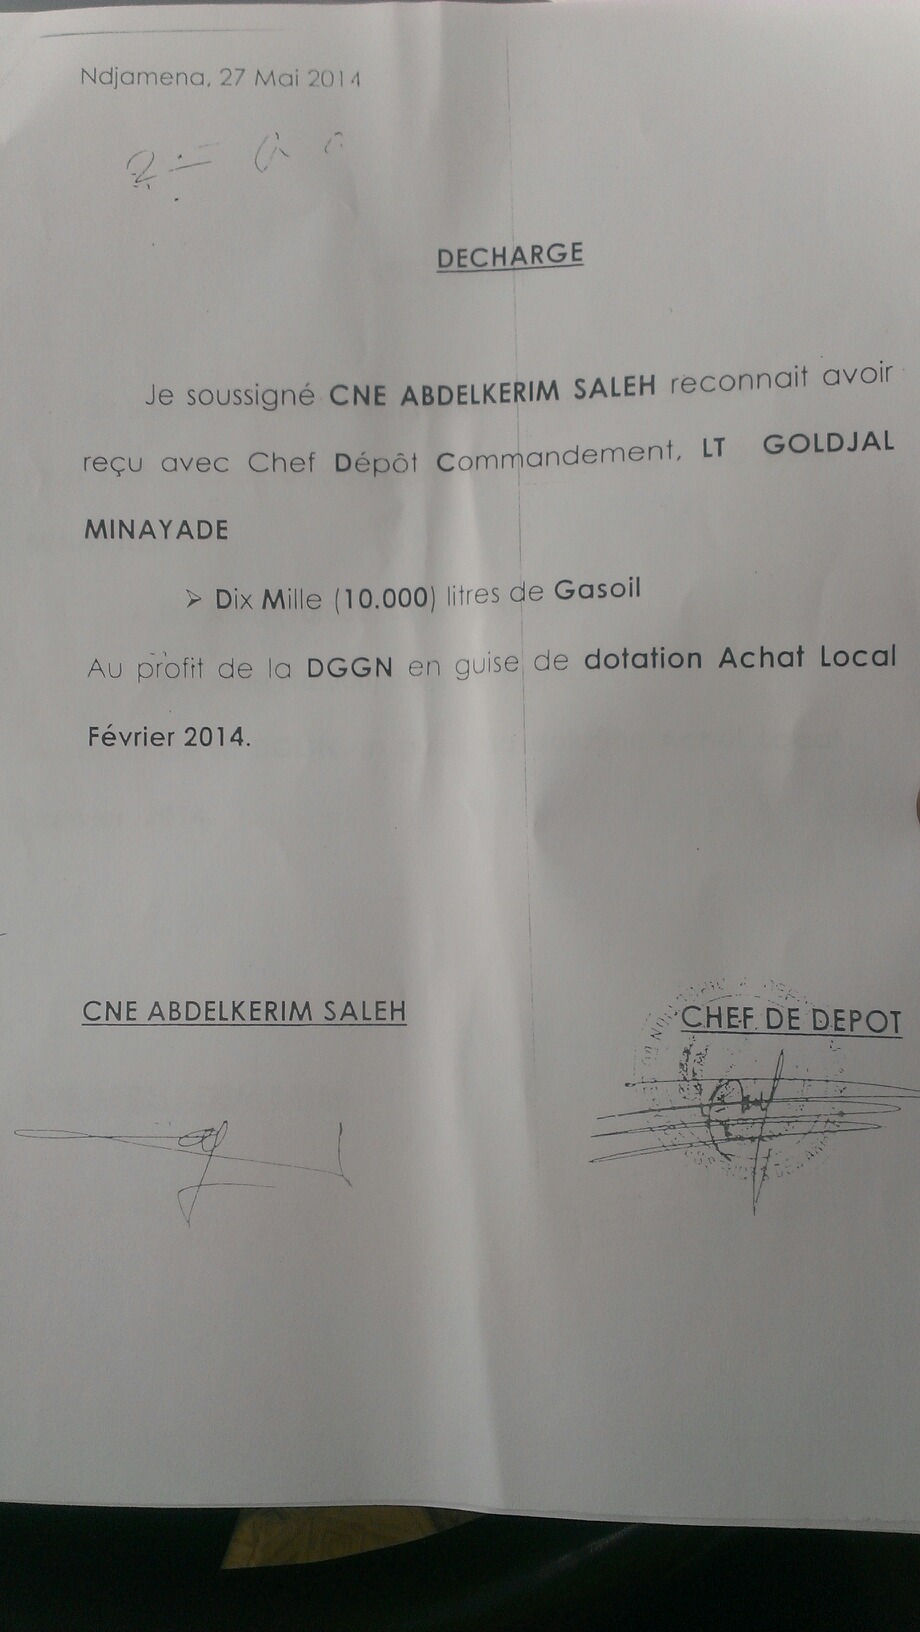 Ndjamena, 27 Mai 2014
DECHARGE
Je soussigné CNE ABDELKERIM SALEH reconnait avoir
reçu avec Chef Dépôt Commandement, LT GOLDJAL
MINAYADE
➢ Dix Mille (10.000) litres de Gasoil
Au profit de la DGGN en guise de dotation Achat Local
Février 2014.
CNE ABDELKERIM SALEH
CHEF DE DEPOT